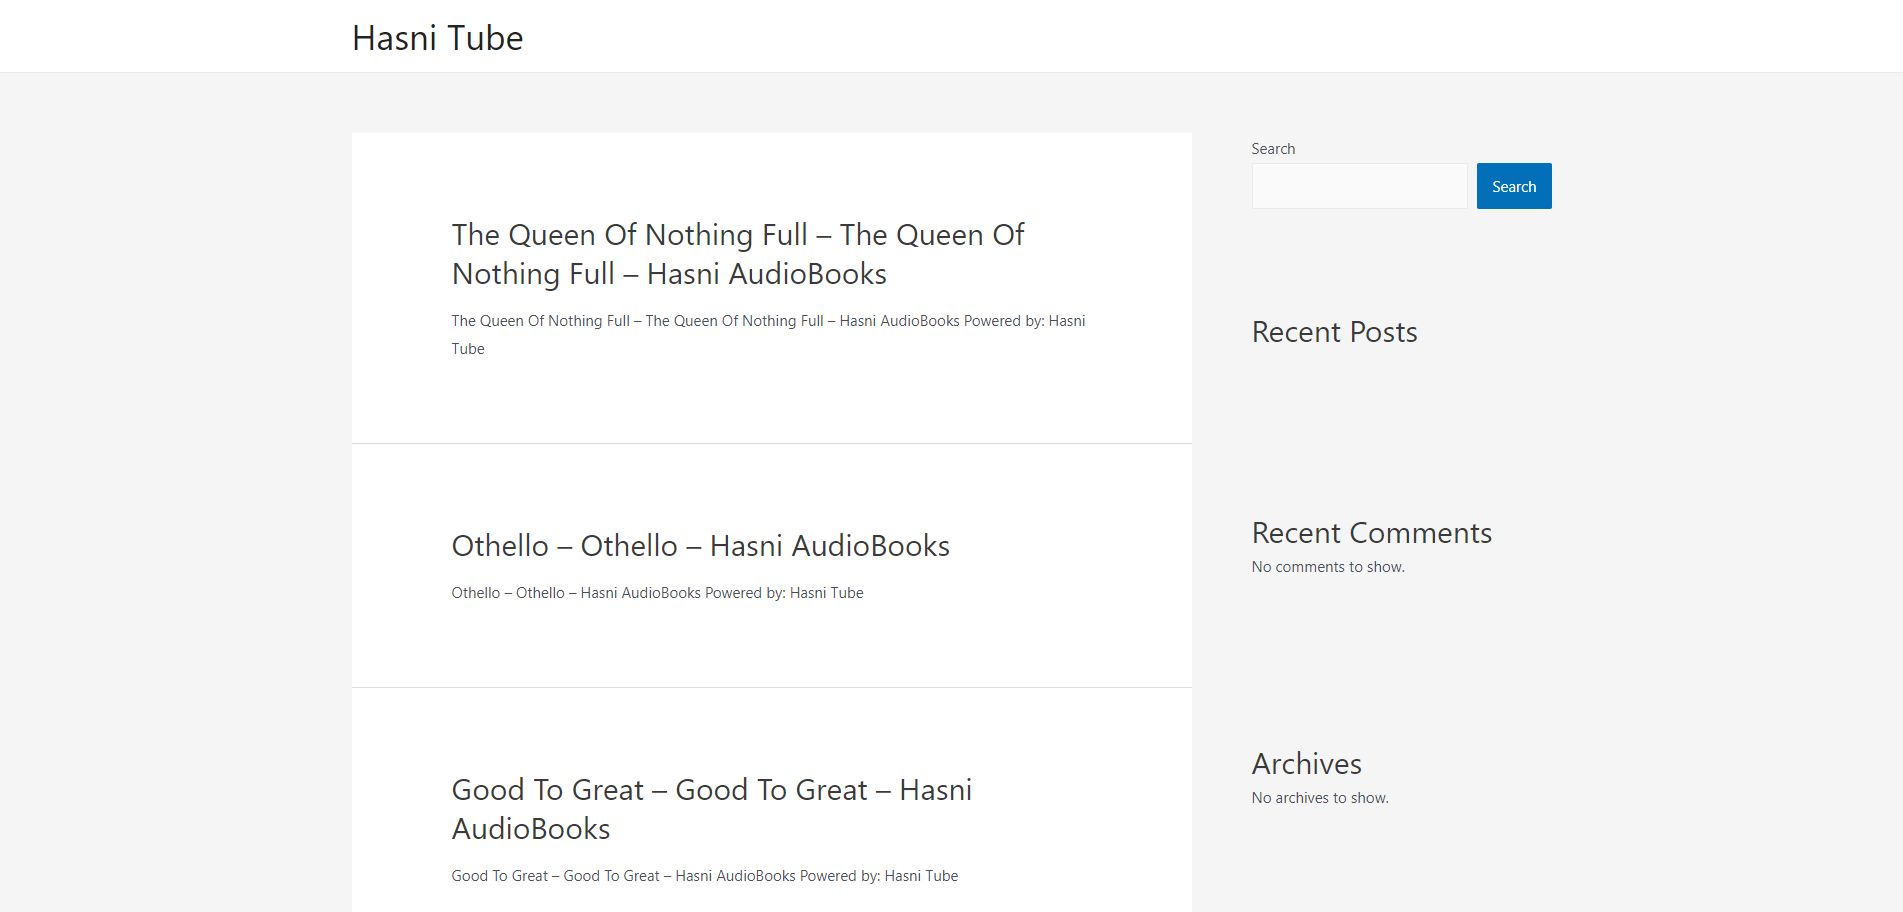 Hasni Tube
The Queen Of Nothing Full – The Queen Of
Nothing Full – Hasni AudioBooks
The Queen Of Nothing Full – The Queen Of Nothing Full – Hasni AudioBooks Powered by: Hasni
Tube
Othello – Othello – Hasni AudioBooks
Othello – Othello – Hasni AudioBooks Powered by: Hasni Tube
Good To Great – Good To Great – Hasni
AudioBooks
Good To Great – Good To Great – Hasni AudioBooks Powered by: Hasni Tube
Search
Search
Recent Posts
Recent Comments
No comments to show.
Archives
No archives to show.